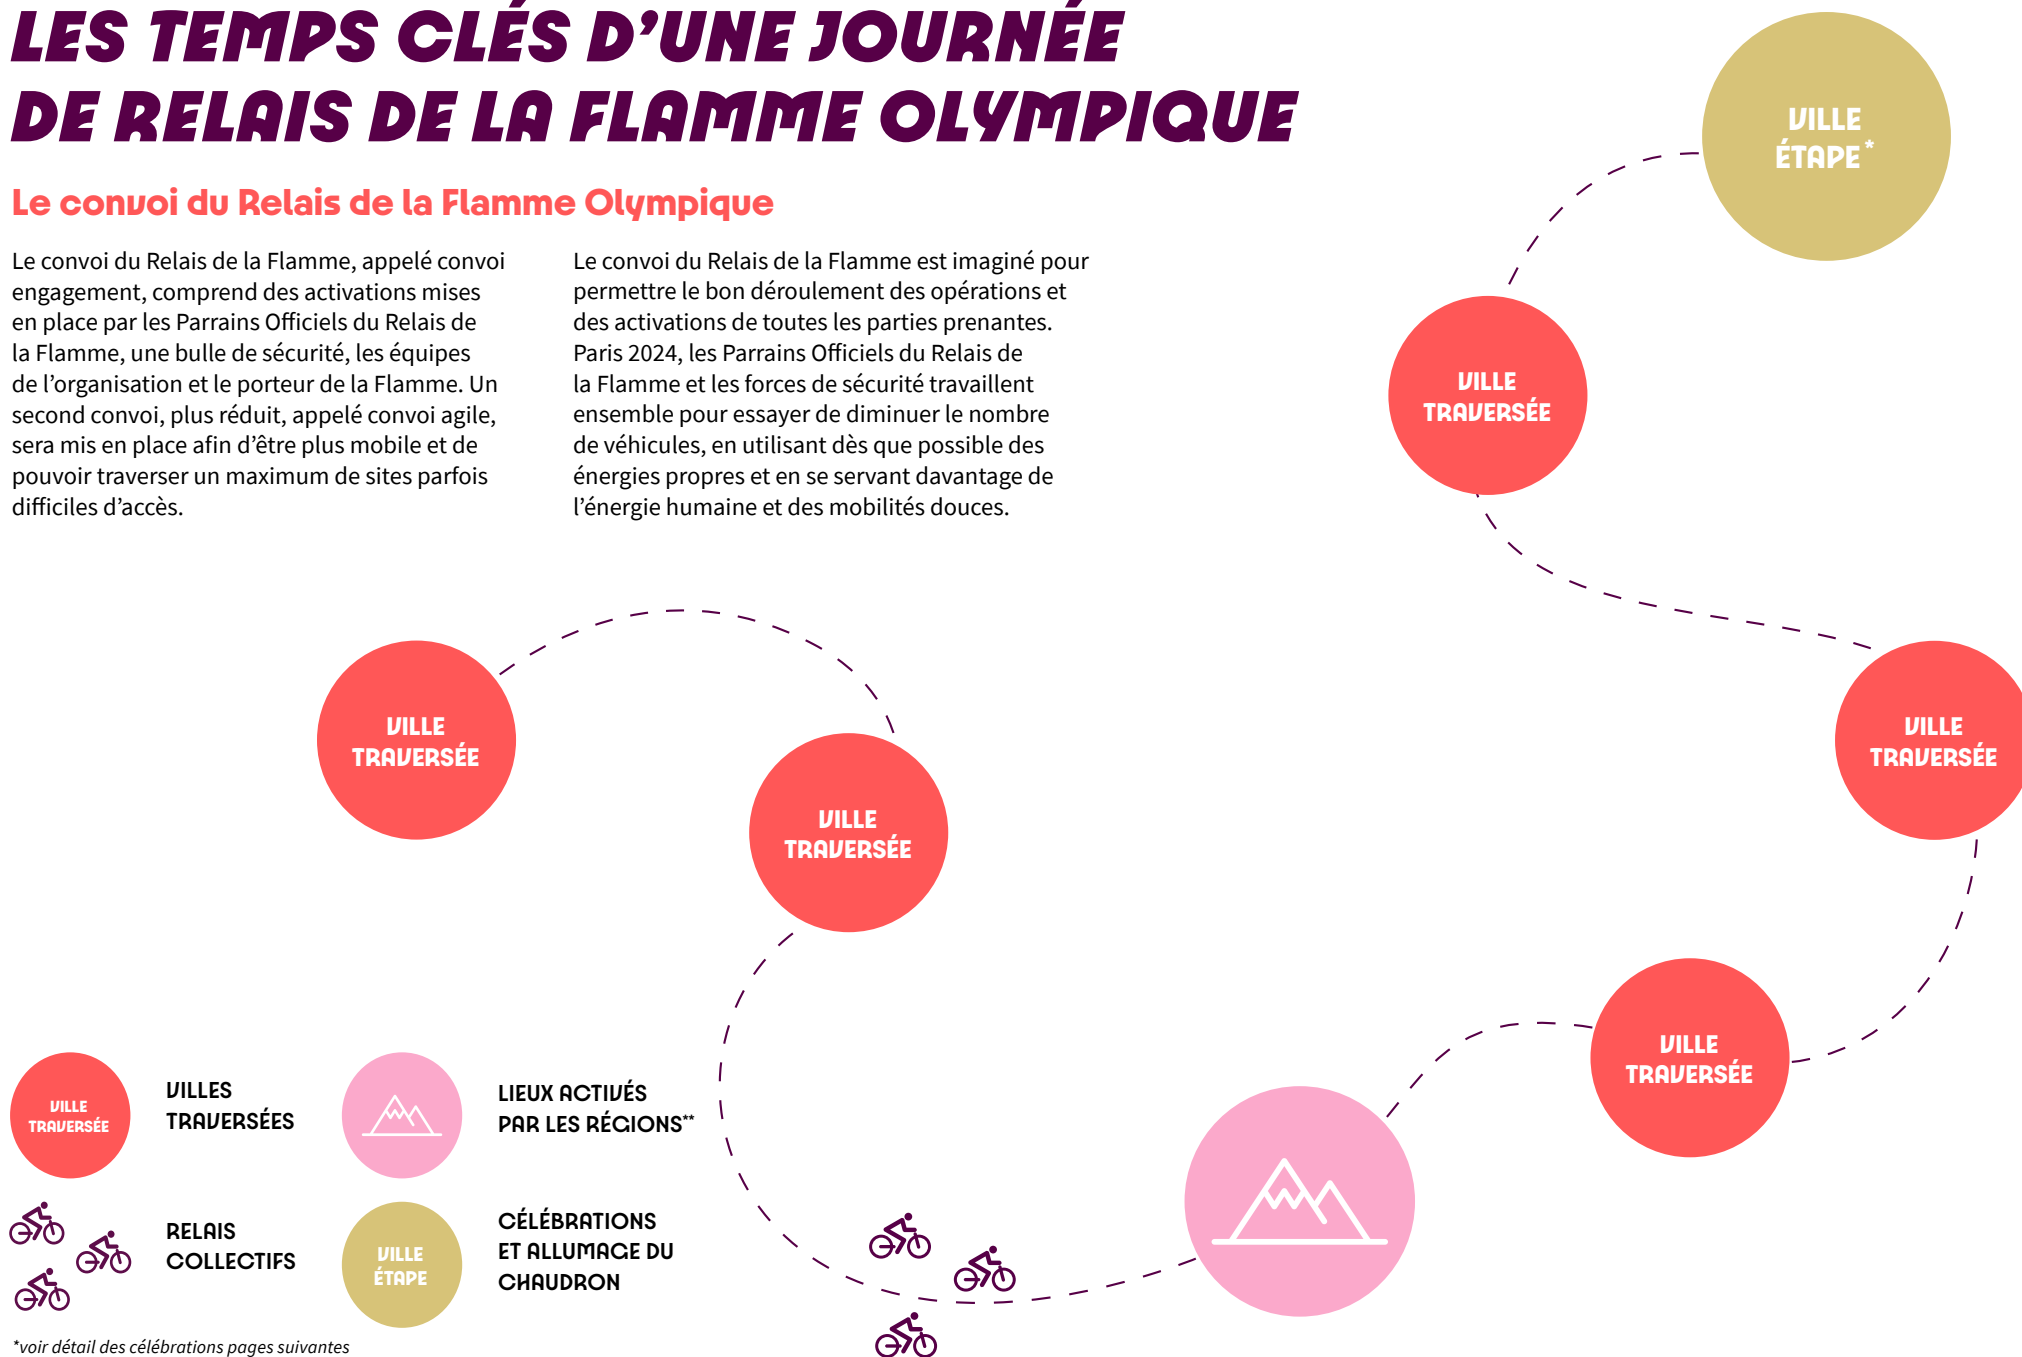 LES TEMPS CLÉS D’UNE JOURNÉE
DE RELAIS DE LA FLAMME OLYMPIQUE
Le convoi du Relais de la Flamme Olympique
Le convoi du Relais de la Flamme, appelé convoi
engagement, comprend des activations mises
en place par les Parrains Officiels du Relais de
la Flamme, une bulle de sécurité, les équipes
de l’organisation et le porteur de la Flamme. Un
second convoi, plus réduit, appelé convoi agile,
sera mis en place afin d’être plus mobile et de
pouvoir traverser un maximum de sites parfois
difficiles d’accès.
Le convoi du Relais de la Flamme est imaginé pour
permettre le bon déroulement des opérations et
des activations de toutes les parties prenantes.
Paris 2024, les Parrains Officiels du Relais de
la Flamme et les forces de sécurité travaillent
ensemble pour essayer de diminuer le nombre
de véhicules, en utilisant dès que possible des
énergies propres et en se servant davantage de
l’énergie humaine et des mobilités douces.
VILLE
ÉTAPE*
VILLE
TRAVERSÉE
VILLE
TRAVERSÉE
VILLE
TRAVERSÉE
VILLE
TRAVERSÉE
VILLE
TRAVERSÉE
VILLE
TRAVERSÉE
VILLES
TRAVERSÉES
LIEUX ACTIVÉS
PAR LES RÉGIONS**
RELAIS
COLLECTIFS
VILLE
ÉTAPE
CÉLÉBRATIONS
ET ALLUMAGE DU
CHAUDRON
*voir détail des célébrations pages suivantes